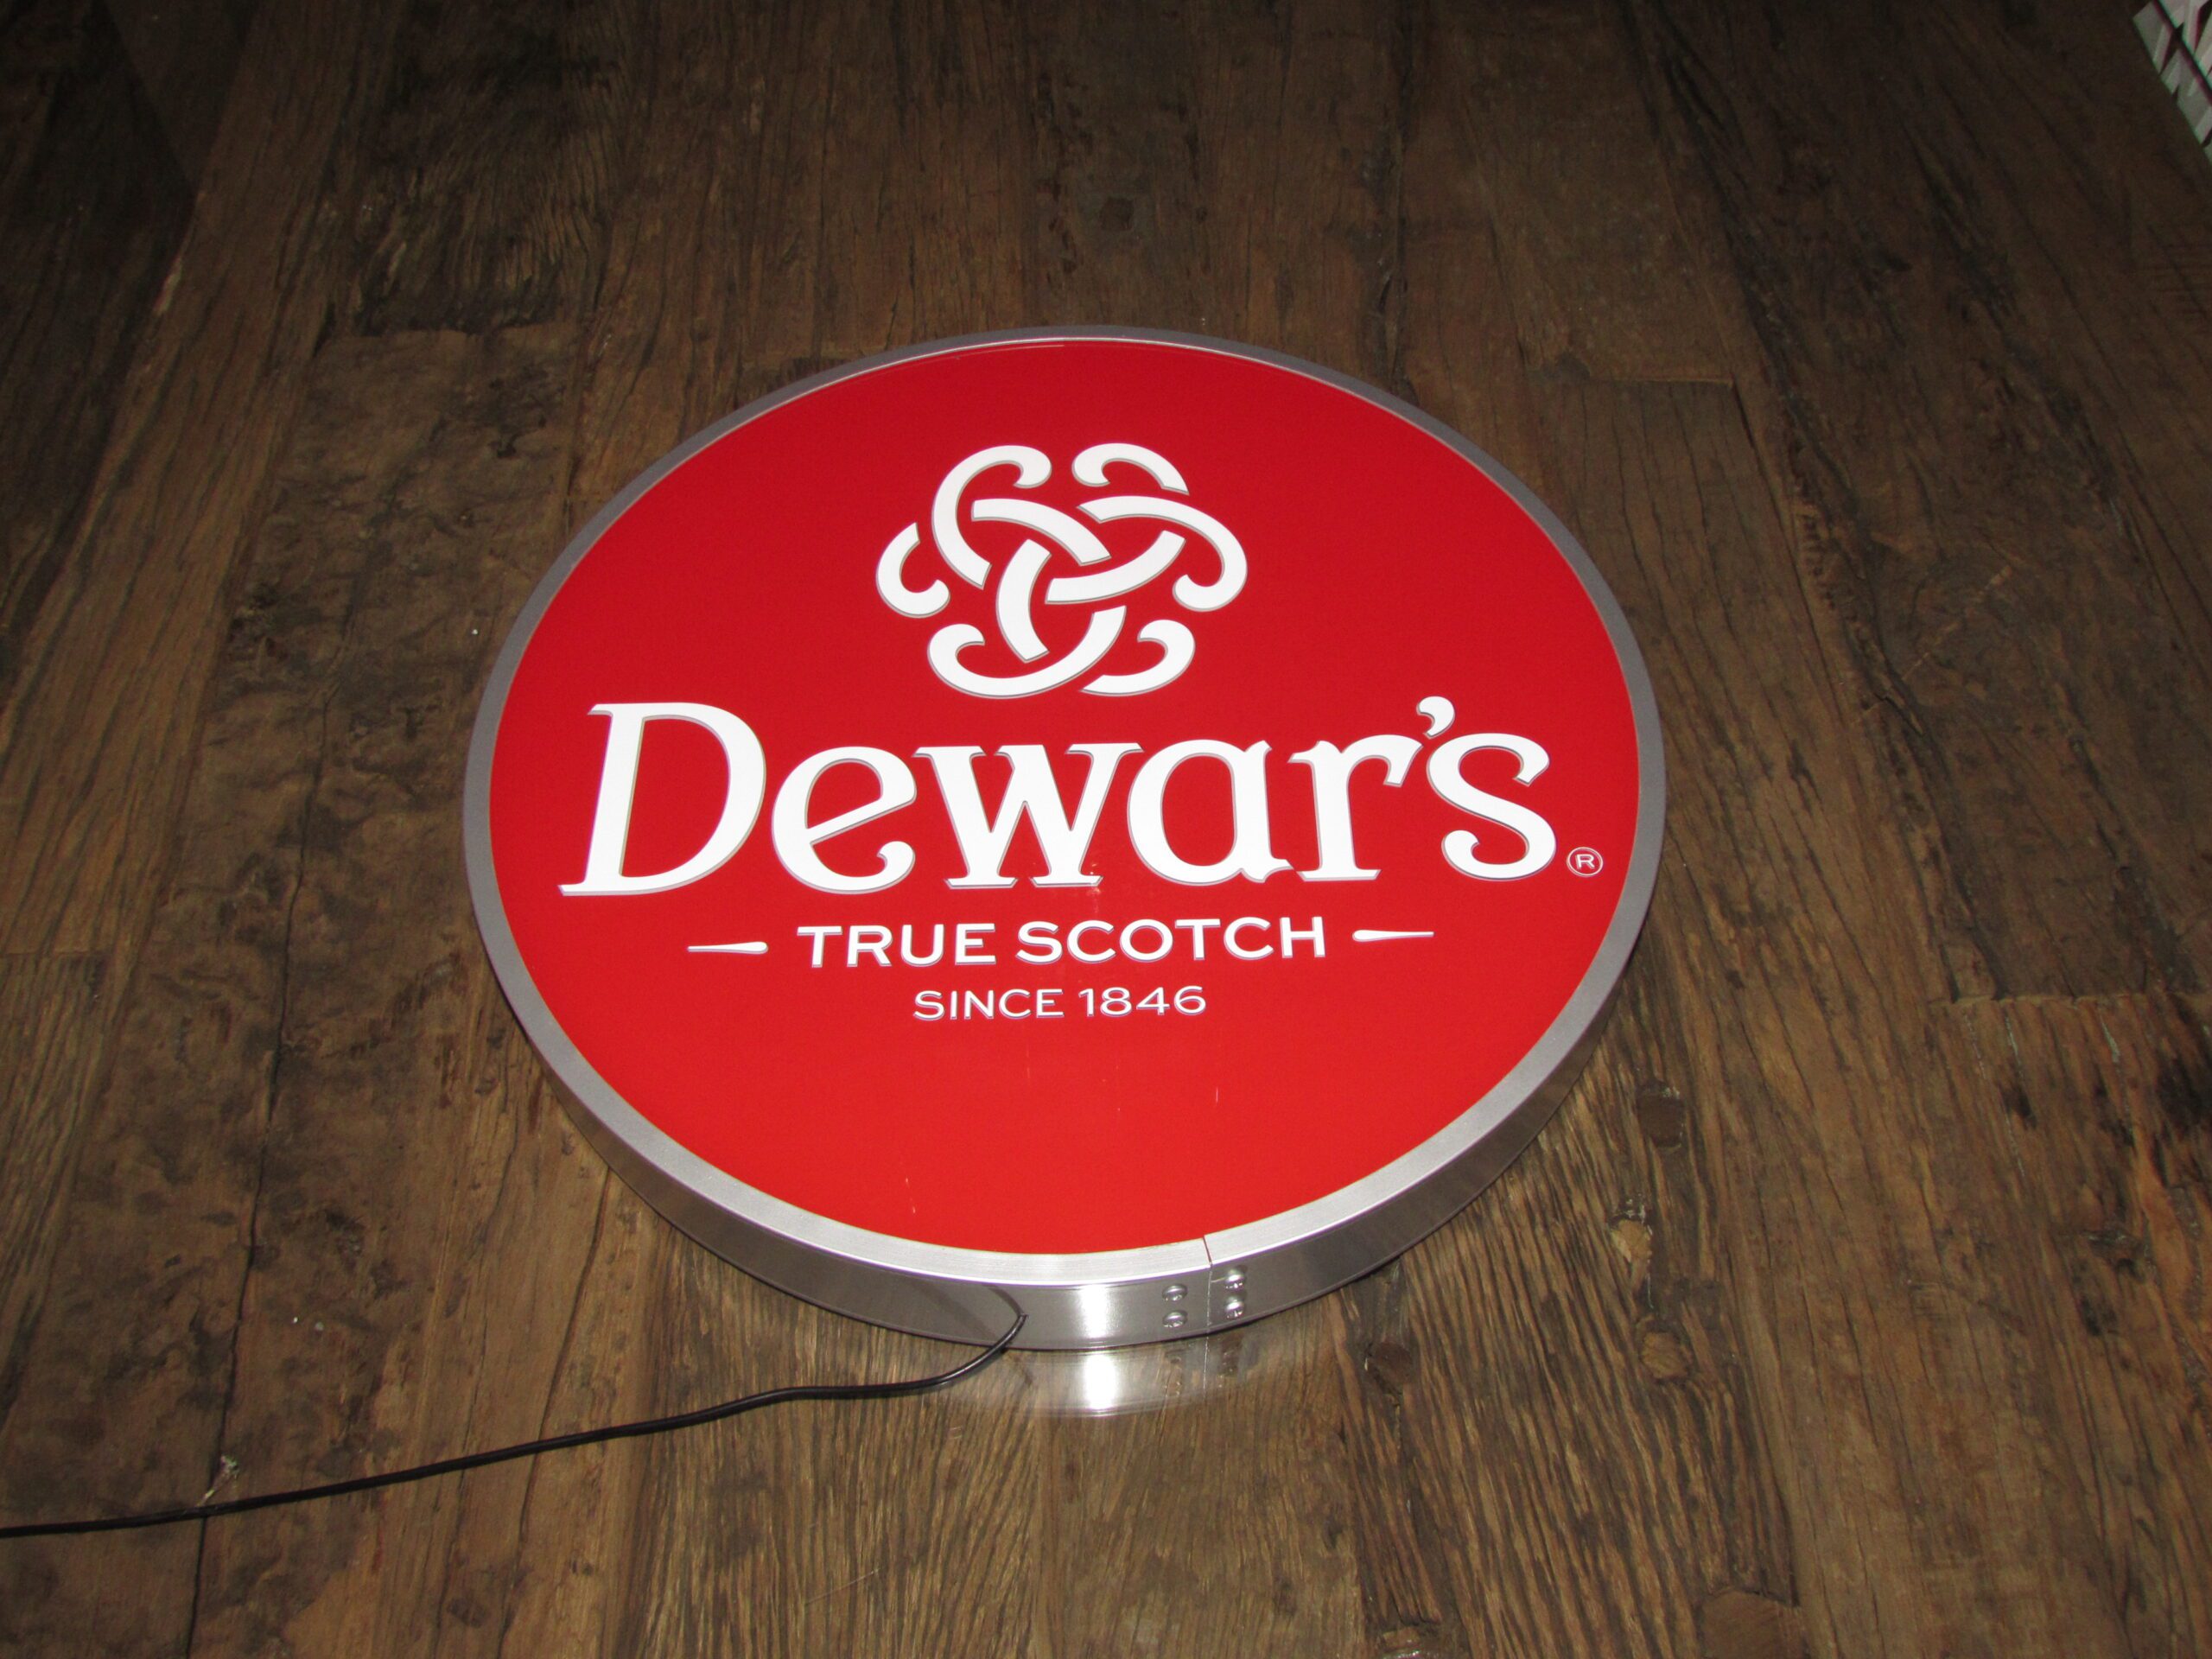 Dewar's®
TRUE SCOTCH
SINCE 1846